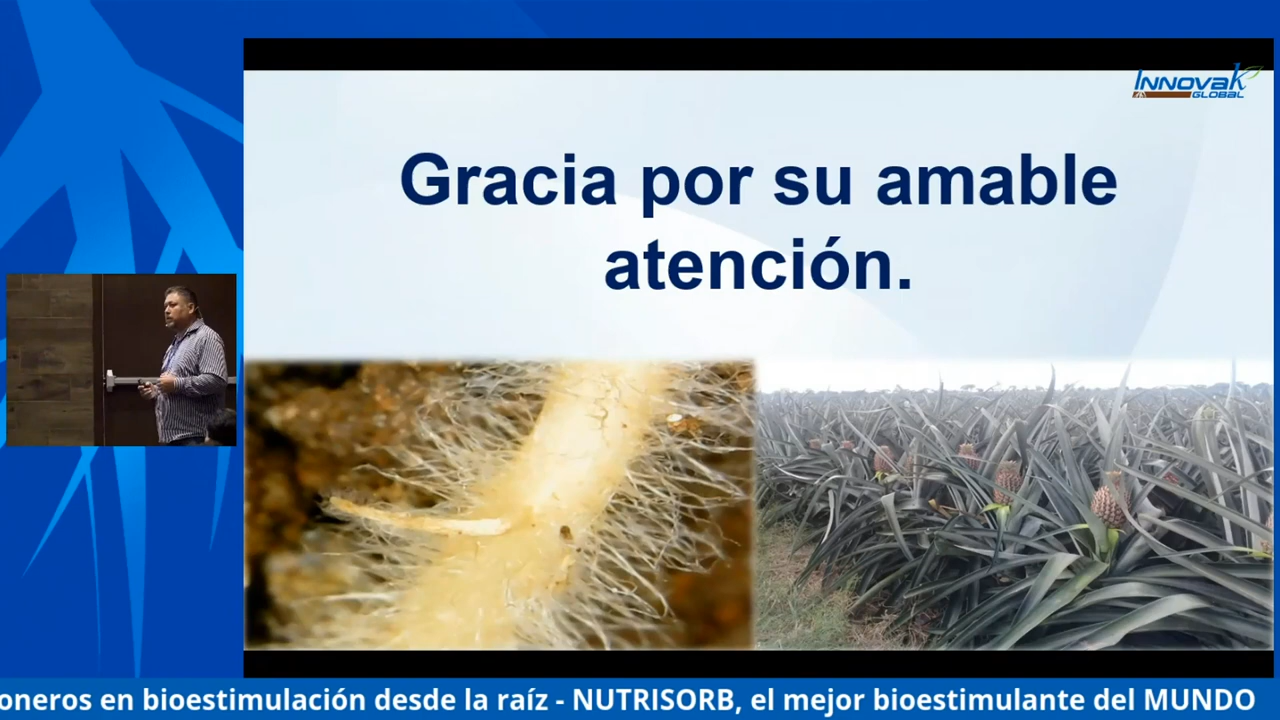 INNOVAK
GLOBAL
Gracia por su amable
atención.
oneros en bioestimulación desde la raíz - NUTRISORB, el mejor bioestimulante del MUNDO